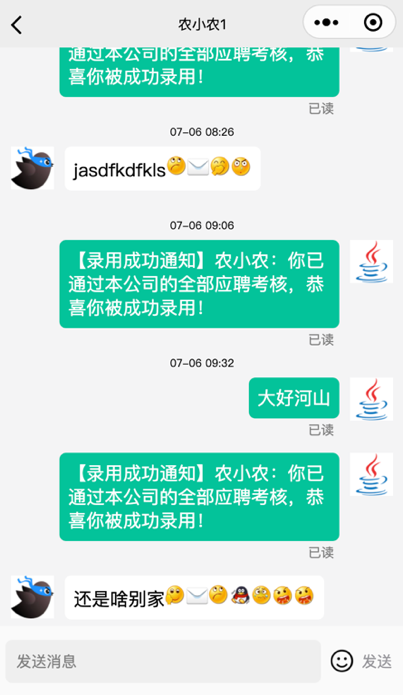 农小农1
通过本公司的全部应聘考核，恭
喜你被成功录用！
已读
07-06 08:26
jasdfkdfkls
07-06 09:06
【录用成功通知】农小农：你已
通过本公司的全部应聘考核，恭
喜你被成功录用！
已读
07-06 09:32
大好河山
已读
【录用成功通知】农小农：你已
通过本公司的全部应聘考核，恭
喜你被成功录用！
已读
还是啥别家
发送消息
发送